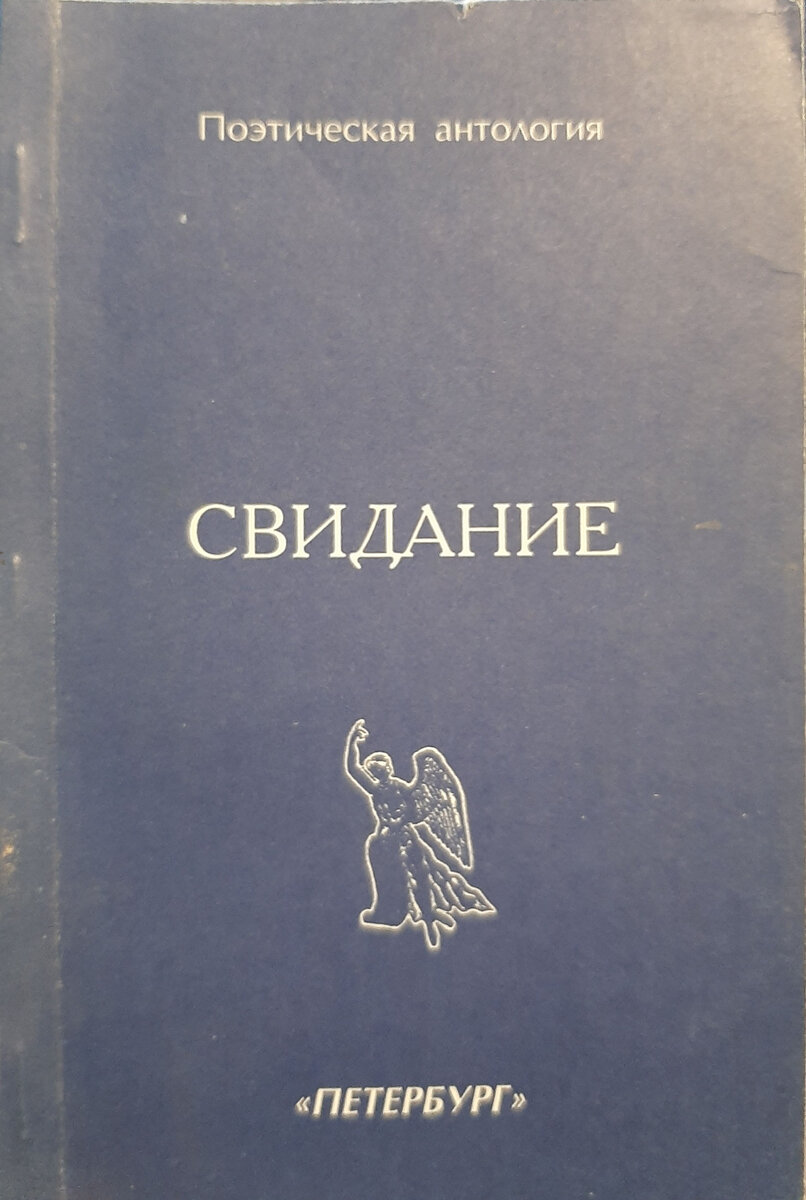 Поэтическая антология
СВИДАНИЕ
«ПЕТЕРБУРГ»